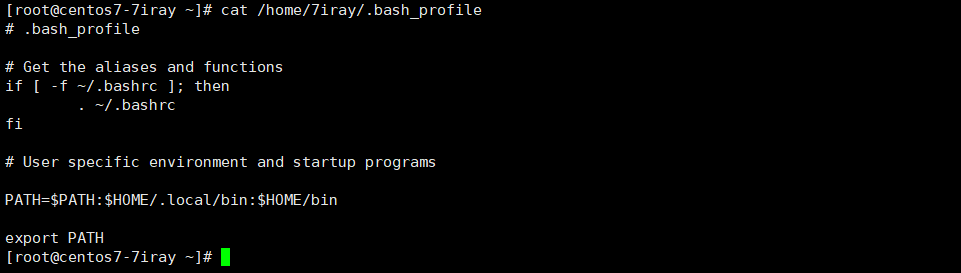 [root@centos7-7iray ~]# cat /home/7iray/.bash_profile
# .bash_profile
# Get the aliases and functions
if [ -f ~/.bashrc ]; then
        . ~/.bashrc
fi
# User specific environment and startup programs
PATH=$PATH:$HOME/.local/bin:$HOME/bin
export PATH
[root@centos7-7iray ~]#